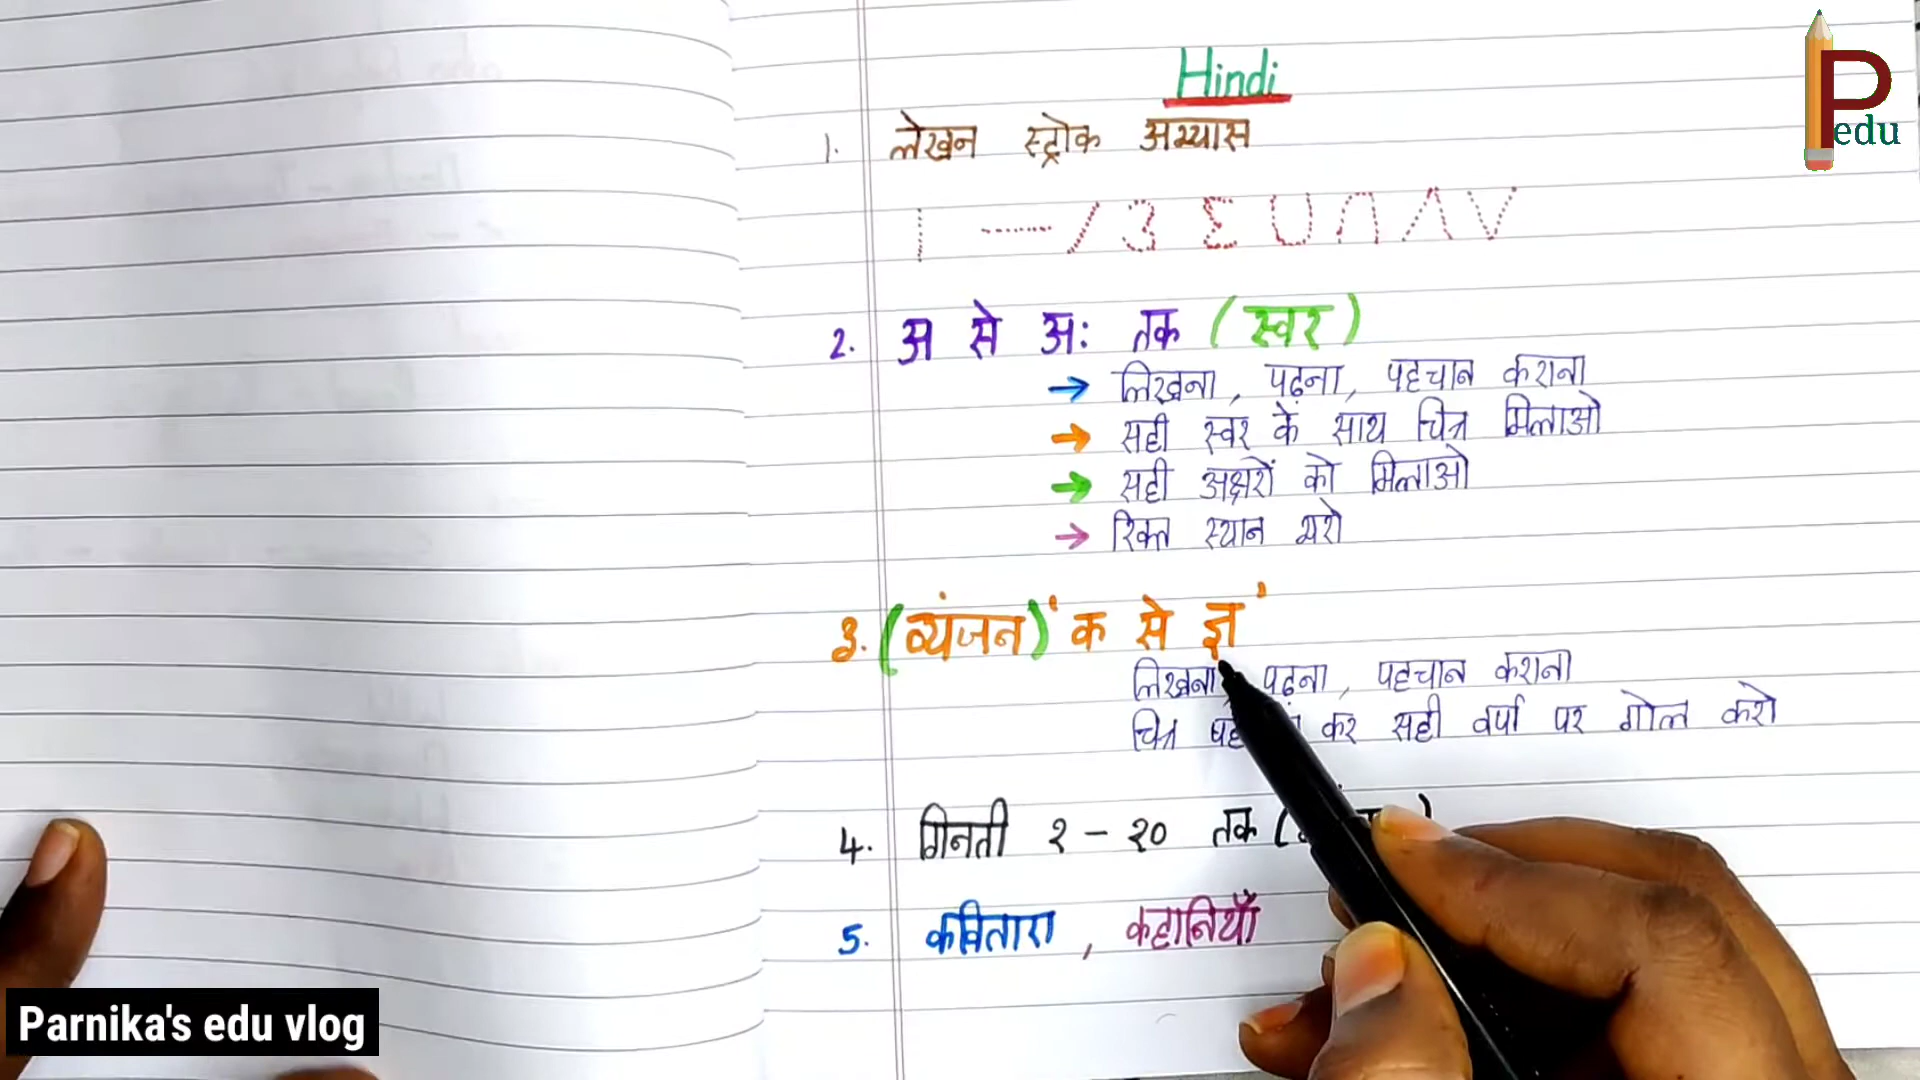 Hindi
1. लेखन स्ट्रोक अभ्यास
2. अ से अः तक (स्वर)
→ लिखना, पढ़ना, पहचान कराना
→ सही स्वर के साथ चित्र मिलाओ
→ सही अक्षरों को मिलाओ
→ रिक्त स्थान भरो
3. (व्यंजन) 'क से ज्ञ'
लिखना, पढ़ना, पहचान कराना
चित्र कर सही वर्ण पर गोल करो
4. गिनती १ - २० तक
5. कविताए, कहानियाँ
P
edu
Parnika's edu vlog